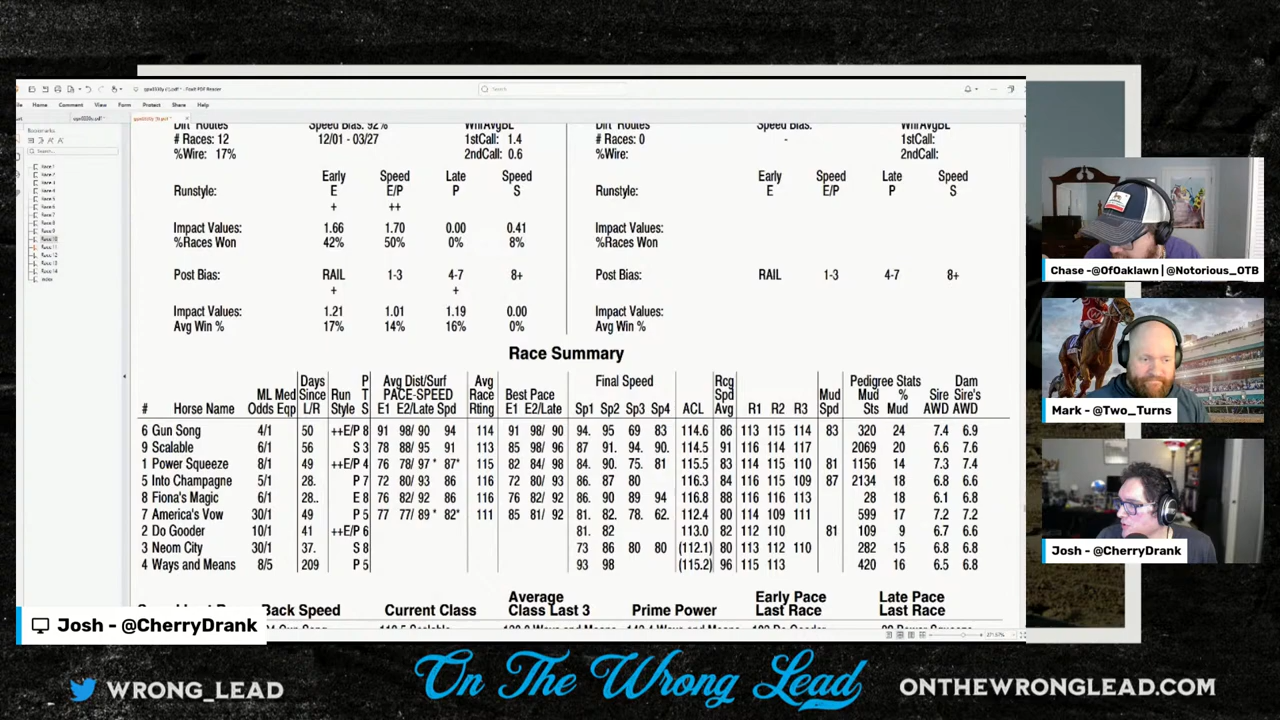 Home Comment View Form Protect Share Help
Search
Race 10
Dirt Routes Speed Bias: 92% WnrAvgBL
# Races: 12 12/01 - 03/27 1stCall: 1.4
%Wire: 17% 2ndCall: 0.6
Speed Bias: WnrAvgBL
# Races: 0 - 1stCall:
%Wire: 2ndCall:
Early Speed Late Speed
Runstyle: E E/P P S
+ ++
Impact Values: 1.66 1.70 0.00 0.41
%Races Won 42% 50% 0% 8%
Post Bias: RAIL 1-3 4-7 8+
+ +
Impact Values: 1.21 1.01 1.19 0.00
Avg Win % 17% 14% 16% 0%
Early Speed Late Speed
Runstyle: E E/P P S
Impact Values:
%Races Won
Post Bias: RAIL 1-3 4-7 8+
Impact Values:
Avg Win %
Race Summary
Days P Avg Dist/Surf Avg Final Speed Rcg Pedigree Stats
ML Med Since Run T PACE-SPEED Race Best Pace Spd Mud Mud % Sire Dam Sire's
# Horse Name Odds Eqp L/R Style S E1 E2/Late Spd Rting E1 E2/Late Sp1 Sp2 Sp3 Sp4 ACL Avg R1 R2 R3 Spd Sts Mud AWD AWD
6 Gun Song 4/1 50 ++E/P 8 91 98/ 90 94 114 91 98/ 90 94. 95 69 83 114.6 86 113 115 114 83 320 24 7.4 6.9
9 Scalable 6/1 56 S 3 78 88/ 95 91 113 85 98/ 96 87 91. 94. 90. 114.5 91 114 114 113 2069 20 6.6 7.6
1 Power Squeeze 8/1 49 ++E/P 4 76 78/ 97 * 87* 115 82 84/ 98 84. 90. 75. 81 115.5 83 114 115 110 81 1156 14 7.3 7.4
5 Into Champagne 6/1 28. P 7 72 80/ 93 86 116 72 80/ 93 86. 87 80 116.3 84 116 115 109 87 2134 18 6.8 6.6
8 Fiona's Magic 6/1 28.. E 8 76 82/ 92 86 116 76 82/ 92 86. 90 89 94 116.8 88 116 116 113 28 18 6.1 6.8
7 America's Vow 30/1 49 P 5 77 77/ 89 * 82* 111 85 81/ 92 81. 82. 78. 62. 112.4 80 114 109 111 599 17 7.2 7.2
2 Do Gooder 10/1 41 ++E/P 6 81. 82 113.0 82 112 110 81 109 9 6.7 6.6
3 Neom City 30/1 37. S 8 73 86 80 80 (112.1) 80 113 112 110 282 15 6.8 6.8
4 Ways and Means 8/5 209 P 5 93 98 (115.2) 96 115 113 420 16 6.5 6.8
Back Speed Current Class Average Class Last 3 Prime Power Early Pace Last Race Late Pace Last Race
Chase -@OfOaklawn | @Notorious_OTB
Mark - @Two_Turns
Josh - @CherryDrank
Josh - @CherryDrank
WRONG_LEAD
On The Wrong Lead
ONTHEWRONGLEAD.COM